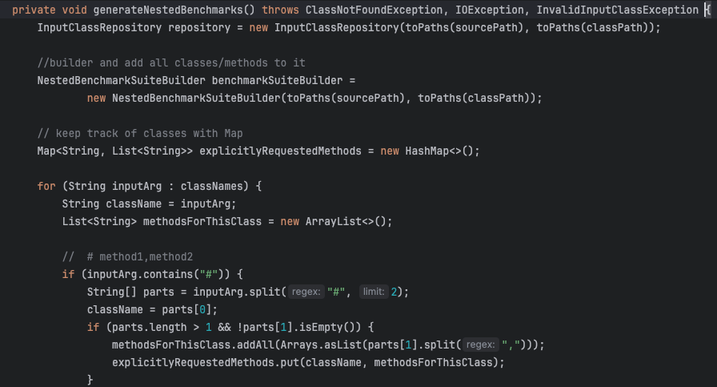 private void generateNestedBenchmarks() throws ClassNotFoundException, IOException, InvalidInputClassException {
    InputClassRepository repository = new InputClassRepository(toPaths(sourcePath), toPaths(classPath));

    //builder and add all classes/methods to it
    NestedBenchmarkSuiteBuilder benchmarkSuiteBuilder =
            new NestedBenchmarkSuiteBuilder(toPaths(sourcePath), toPaths(classPath));

    // keep track of classes with Map
    Map<String, List<String>> explicitlyRequestedMethods = new HashMap<>();

    for (String inputArg : classNames) {
        String className = inputArg;
        List<String> methodsForThisClass = new ArrayList<>();

        //  # method1,method2
        if (inputArg.contains("#")) {
            String[] parts = inputArg.split( regex: "#",  limit: 2);
            className = parts[0];
            if (parts.length > 1 && !parts[1].isEmpty()) {
                methodsForThisClass.addAll(Arrays.asList(parts[1].split( regex: ",")));
                explicitlyRequestedMethods.put(className, methodsForThisClass);
            }